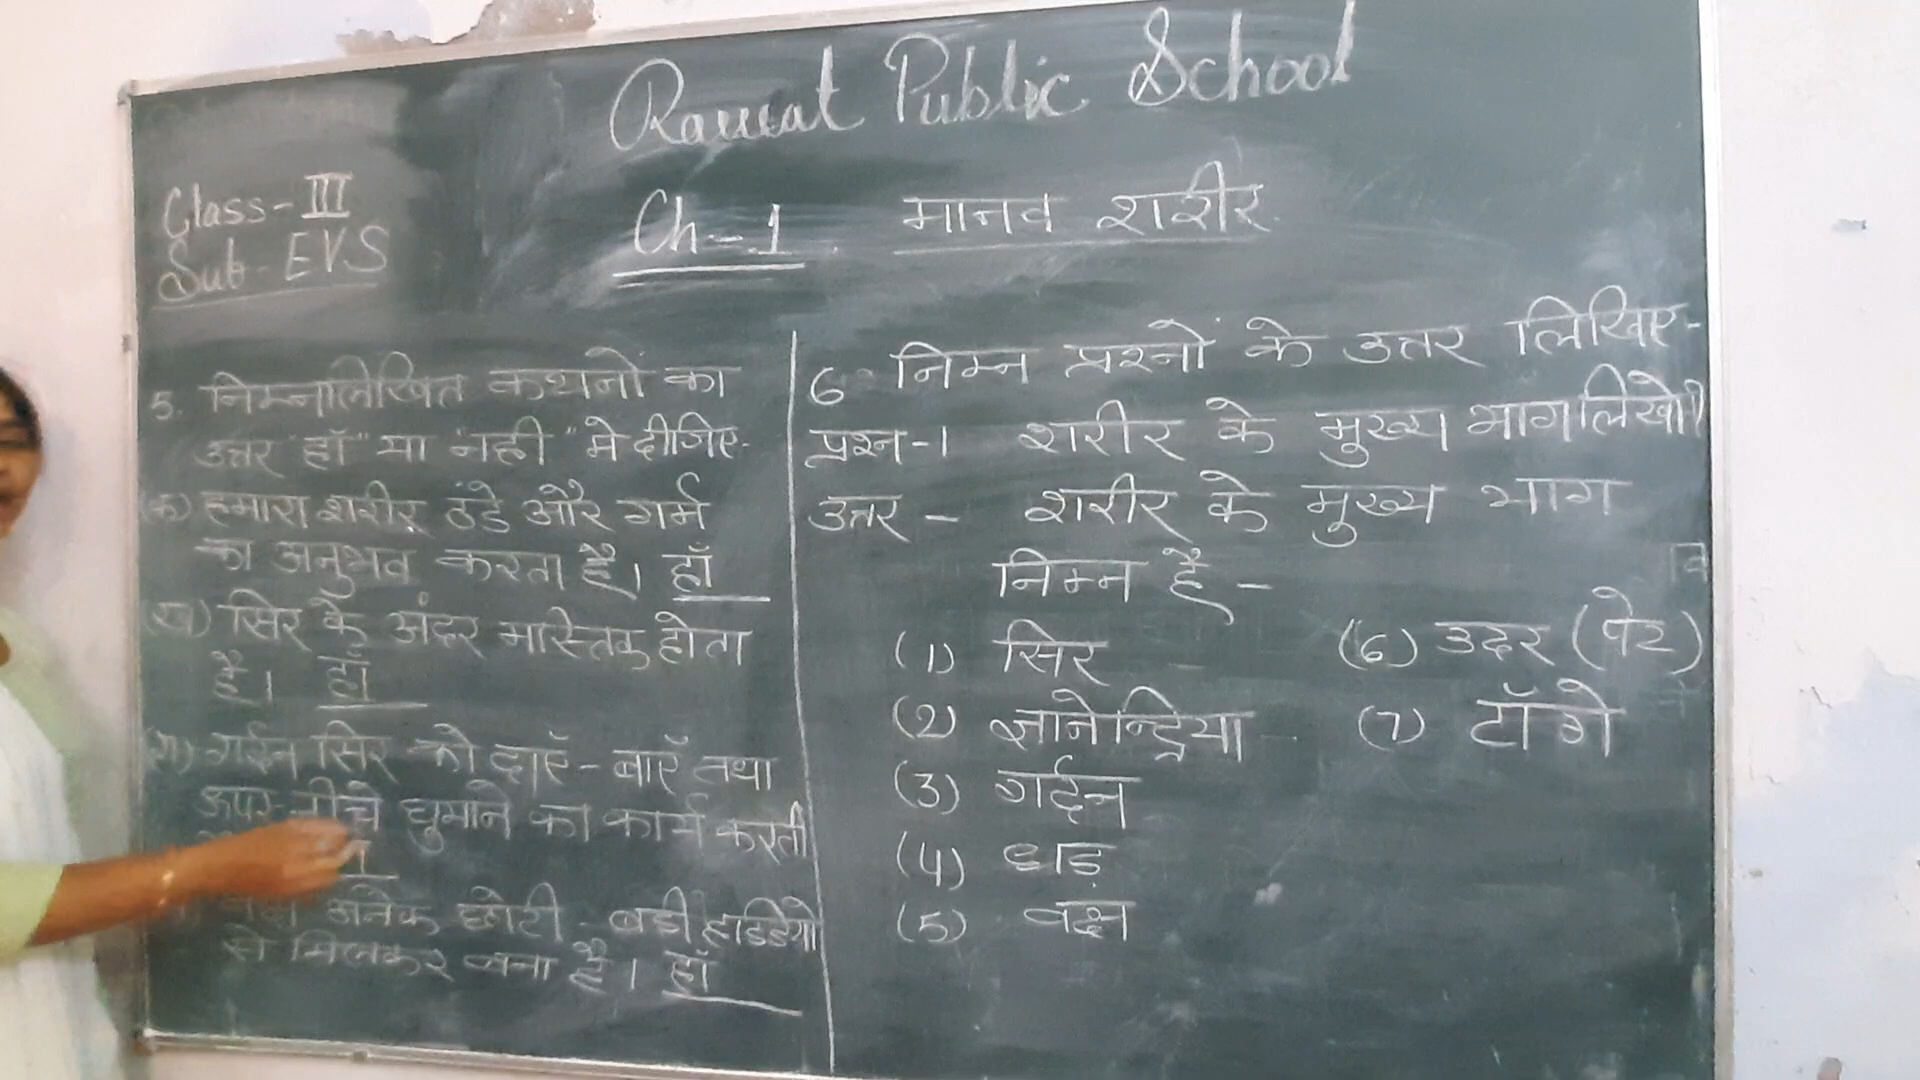 Rawat Public School
Class-III
Sub-EVS
Ch-1 मानव शरीर
5. निम्नलिखित कथनों का
उत्तर "हाँ" या "नही" मे दीजिए-
(क) हमारा शरीर ठंडे और गर्म
का अनुभव करता है। हाँ
(ख) सिर के अंदर मास्तिक होता
है। हाँ
(ग) गर्दन सिर को दाएँ-बाएँ तथा
ऊपर-नीचे घुमाने का कार्य करती
अनेक छोटी-बडी हडिडयो
से मिलकर बना है। हाँ
6 निम्न प्रश्नों के उत्तर लिखिए-
प्रश्न-1 शरीर के मुख्य भाग लिखो?
उत्तर- शरीर के मुख्य भाग
निम्न है-
(1) सिर
(2) ज्ञानेन्द्रिया
(3) गर्दन
(4) धड़
(5) वक्ष
(6) उदर (पेट)
(7) टाँगे